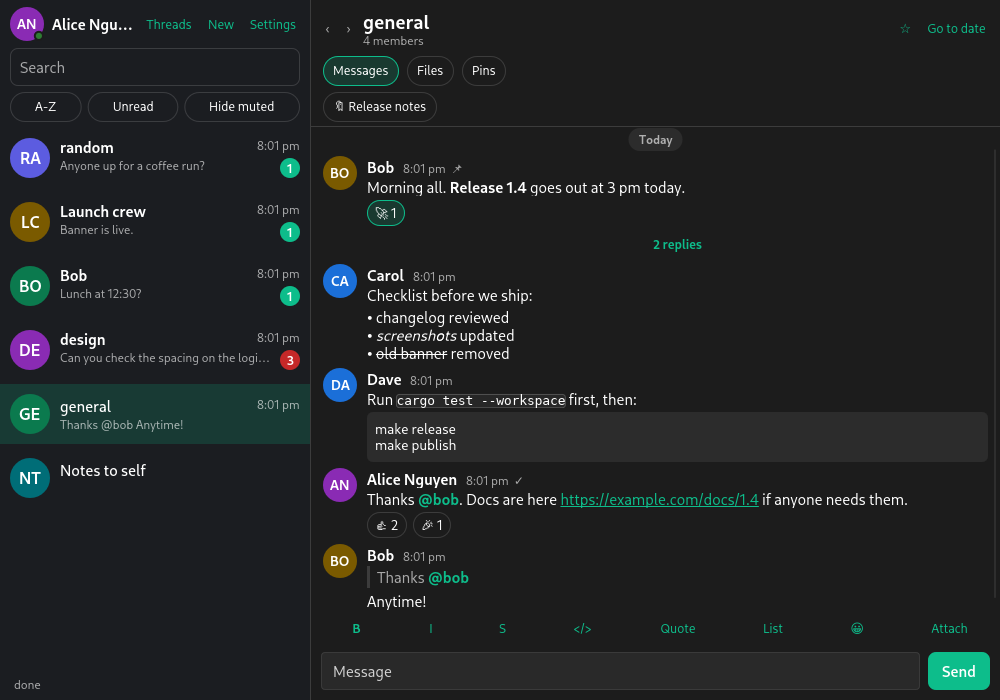 AN Alice Ngu… Threads New Settings
Search
A-Z Unread Hide muted
RA random 8:01 pm
Anyone up for a coffee run? 1
LC Launch crew 8:01 pm
Banner is live. 1
BO Bob 8:01 pm
Lunch at 12:30? 1
DE design 8:01 pm
Can you check the spacing on the logi… 3
GE general 8:01 pm
Thanks @bob Anytime!
NT Notes to self
done
‹ › general ☆ Go to date
4 members
Messages Files Pins
🔖 Release notes
Today
BO Bob 8:01 pm 📌
Morning all. Release 1.4 goes out at 3 pm today.
🚀 1
2 replies
CA Carol 8:01 pm
Checklist before we ship:
• changelog reviewed
• screenshots updated
• old banner removed
DA Dave 8:01 pm
Run cargo test --workspace first, then:
make release
make publish
AN Alice Nguyen 8:01 pm ✓
Thanks @bob. Docs are here https://example.com/docs/1.4 if anyone needs them.
👍 2 🎉 1
BO Bob 8:01 pm
Thanks @bob
Anytime!
B I S </> Quote List 😀 Attach
Message Send